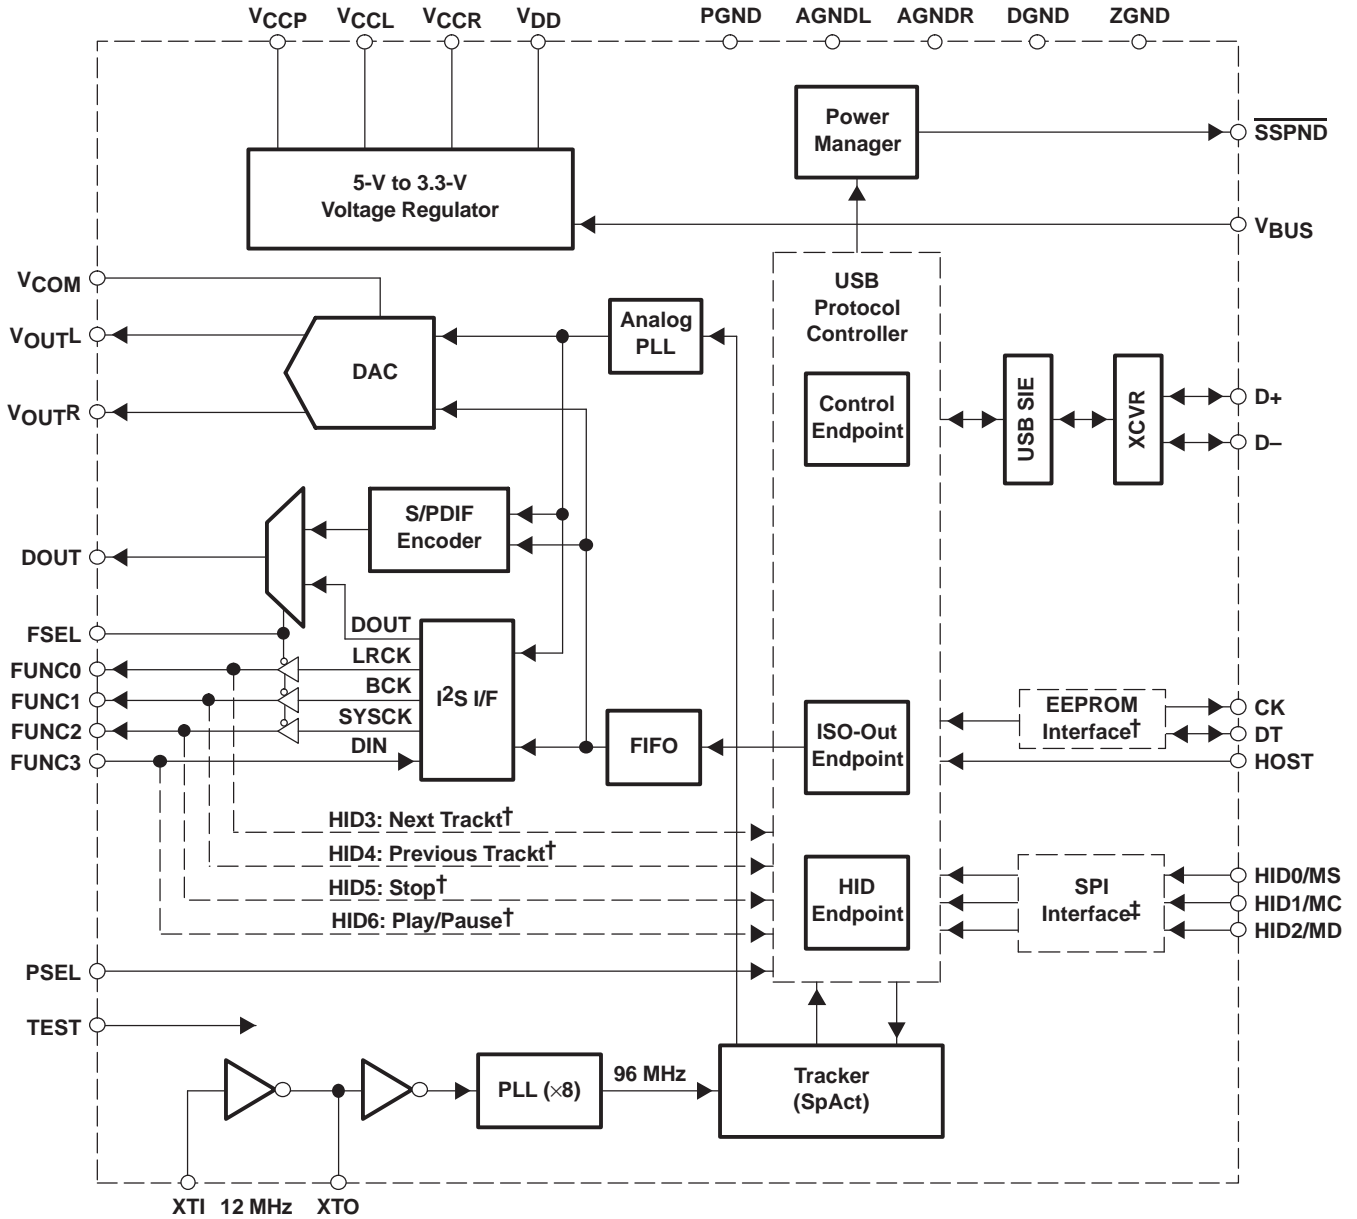 VCCP VCCL VCCR VDD PGND AGNDL AGNDR DGND ZGND
Power
Manager
SSPND
5-V to 3.3-V
Voltage Regulator
VBUS
VCOM
USB
Protocol
Controller
VOUTL
Analog
PLL
DAC
VOUTR
Control
Endpoint
USB SIE
XCVR
D+
D–
S/PDIF
Encoder
DOUT
FSEL
DOUT
FUNC0
LRCK
FUNC1
BCK
I2S I/F
FUNC2
SYSCK
FUNC3
DIN
FIFO
ISO-Out
Endpoint
EEPROM
Interface†
CK
DT
HOST
HID3: Next Trackt†
HID4: Previous Trackt†
HID5: Stop†
HID6: Play/Pause†
HID
Endpoint
SPI
Interface‡
HID0/MS
HID1/MC
HID2/MD
PSEL
TEST
PLL (×8)
96 MHz
Tracker
(SpAct)
XTI 12 MHz XTO